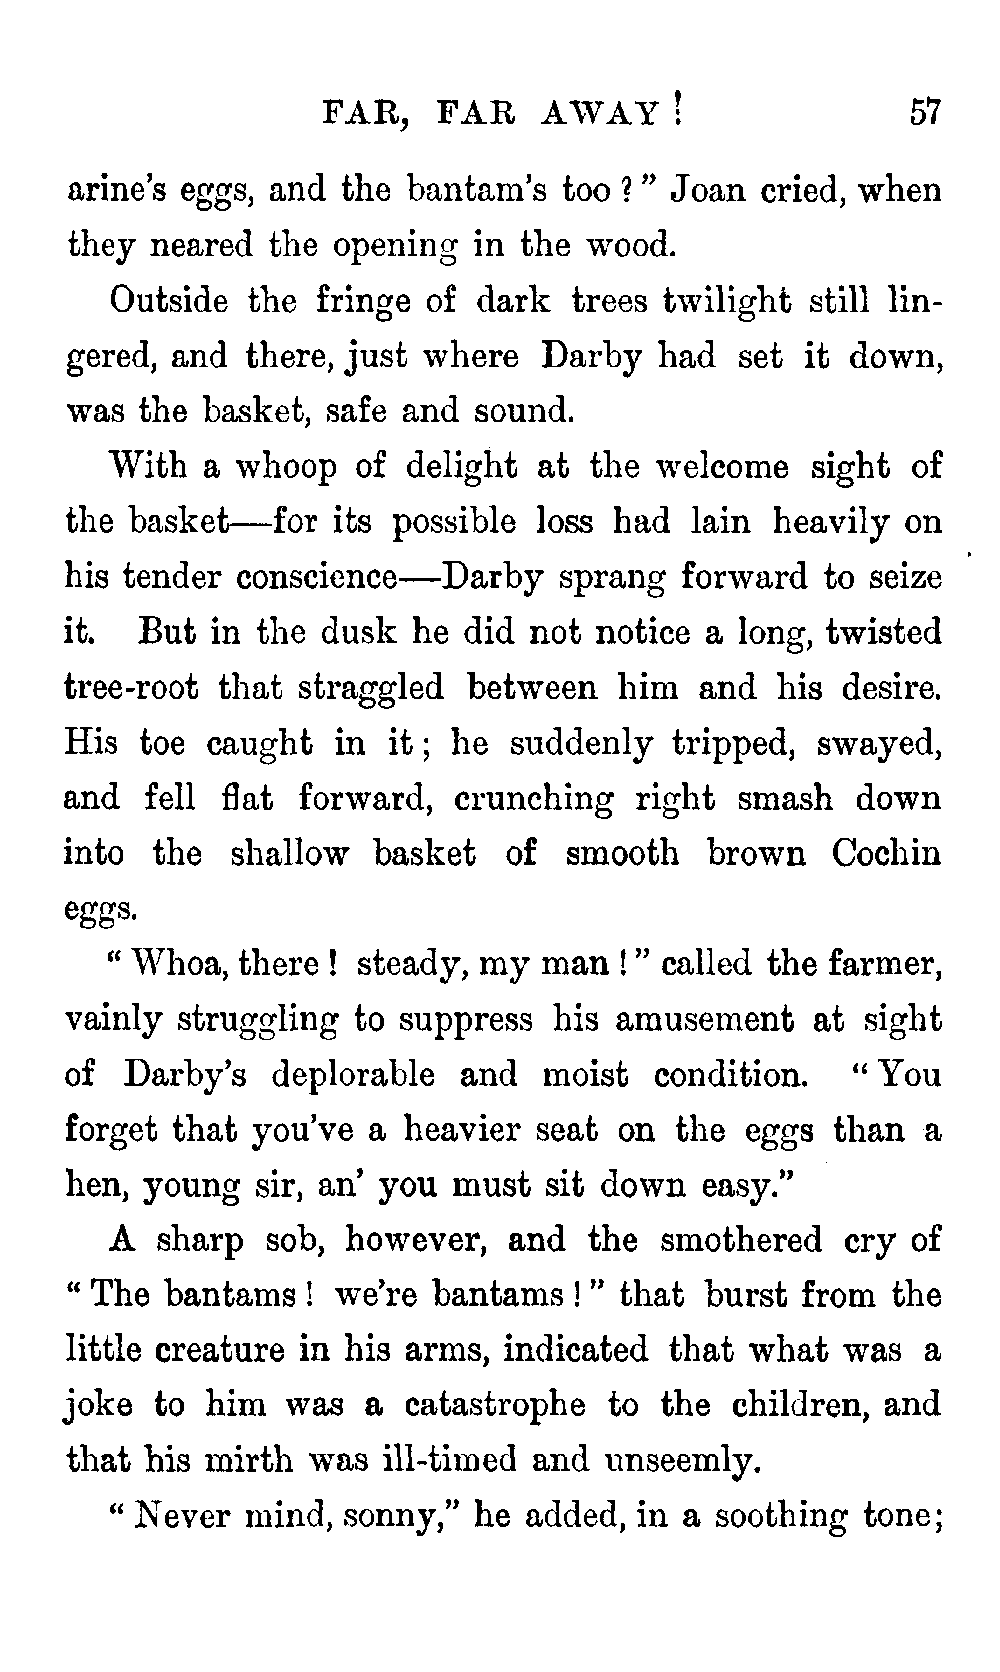 FAR, FAR AWAY! 57
arine's eggs, and the bantam's too?" Joan cried, when
they neared the opening in the wood.
Outside the fringe of dark trees twilight still lin-
gered, and there, just where Darby had set it down,
was the basket, safe and sound.
With a whoop of delight at the welcome sight of
the basket—for its possible loss had lain heavily on
his tender conscience—Darby sprang forward to seize
it. But in the dusk he did not notice a long, twisted
tree-root that straggled between him and his desire.
His toe caught in it; he suddenly tripped, swayed,
and fell flat forward, crunching right smash down
into the shallow basket of smooth brown Cochin
eggs.
"Whoa, there! steady, my man!" called the farmer,
vainly struggling to suppress his amusement at sight
of Darby's deplorable and moist condition. "You
forget that you've a heavier seat on the eggs than a
hen, young sir, an' you must sit down easy."
A sharp sob, however, and the smothered cry of
"The bantams! we're bantams!" that burst from the
little creature in his arms, indicated that what was a
joke to him was a catastrophe to the children, and
that his mirth was ill-timed and unseemly.
"Never mind, sonny," he added, in a soothing tone;